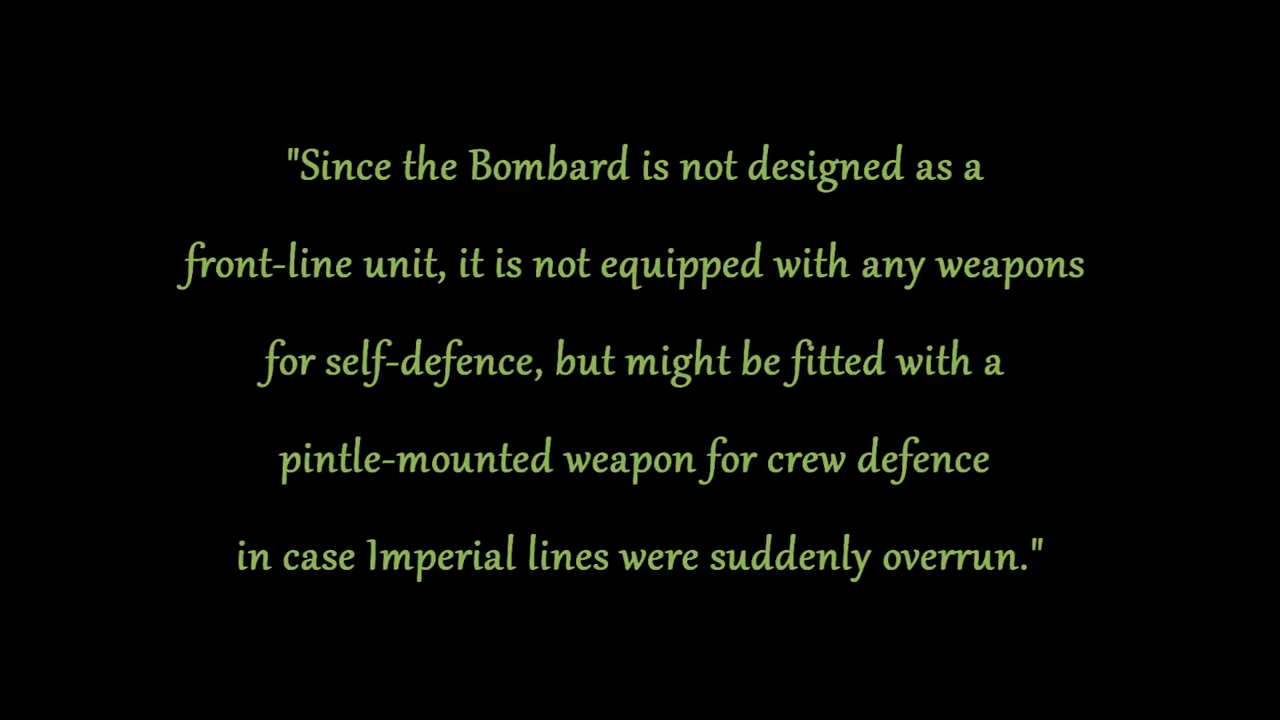 "Since the Bombard is not designed as a
front-line unit, it is not equipped with any weapons
for self-defence, but might be fitted with a
pintle-mounted weapon for crew defence
in case Imperial lines were suddenly overrun."